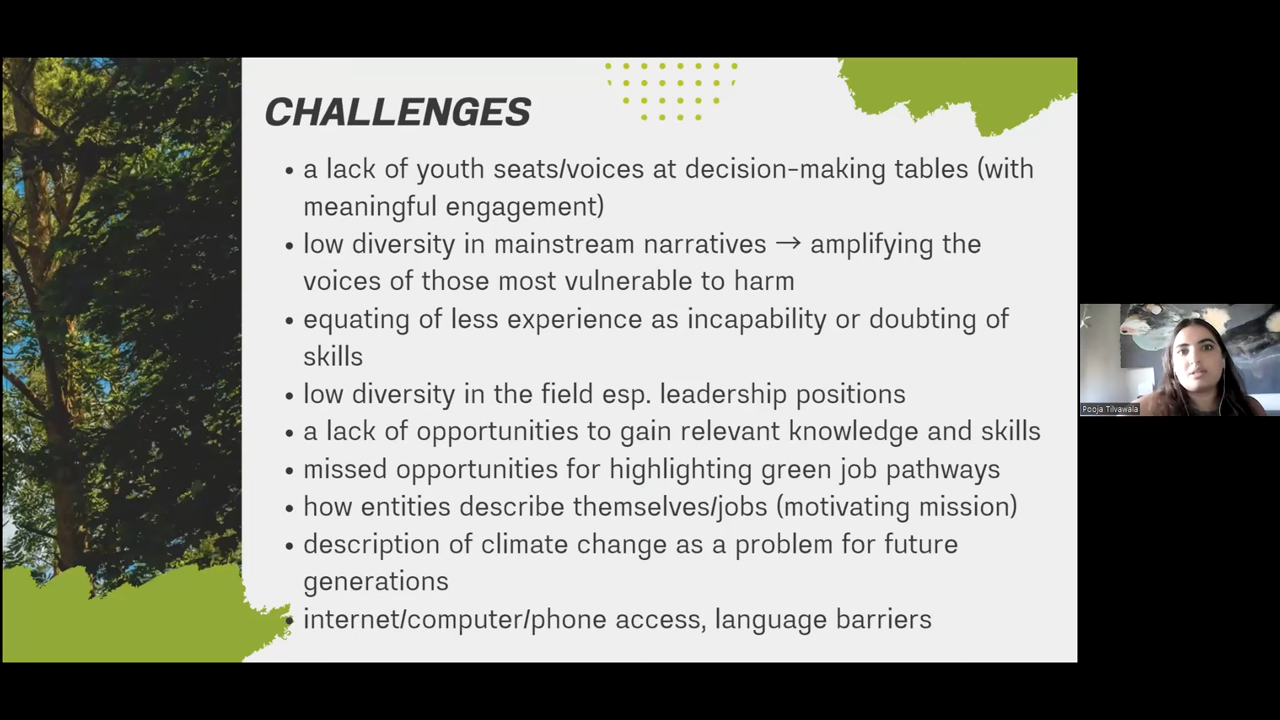 CHALLENGES
• a lack of youth seats/voices at decision-making tables (with
meaningful engagement)
• low diversity in mainstream narratives → amplifying the
voices of those most vulnerable to harm
• equating of less experience as incapability or doubting of
skills
• low diversity in the field esp. leadership positions
• a lack of opportunities to gain relevant knowledge and skills
• missed opportunities for highlighting green job pathways
• how entities describe themselves/jobs (motivating mission)
• description of climate change as a problem for future
generations
• internet/computer/phone access, language barriers
Pooja Tilvawala